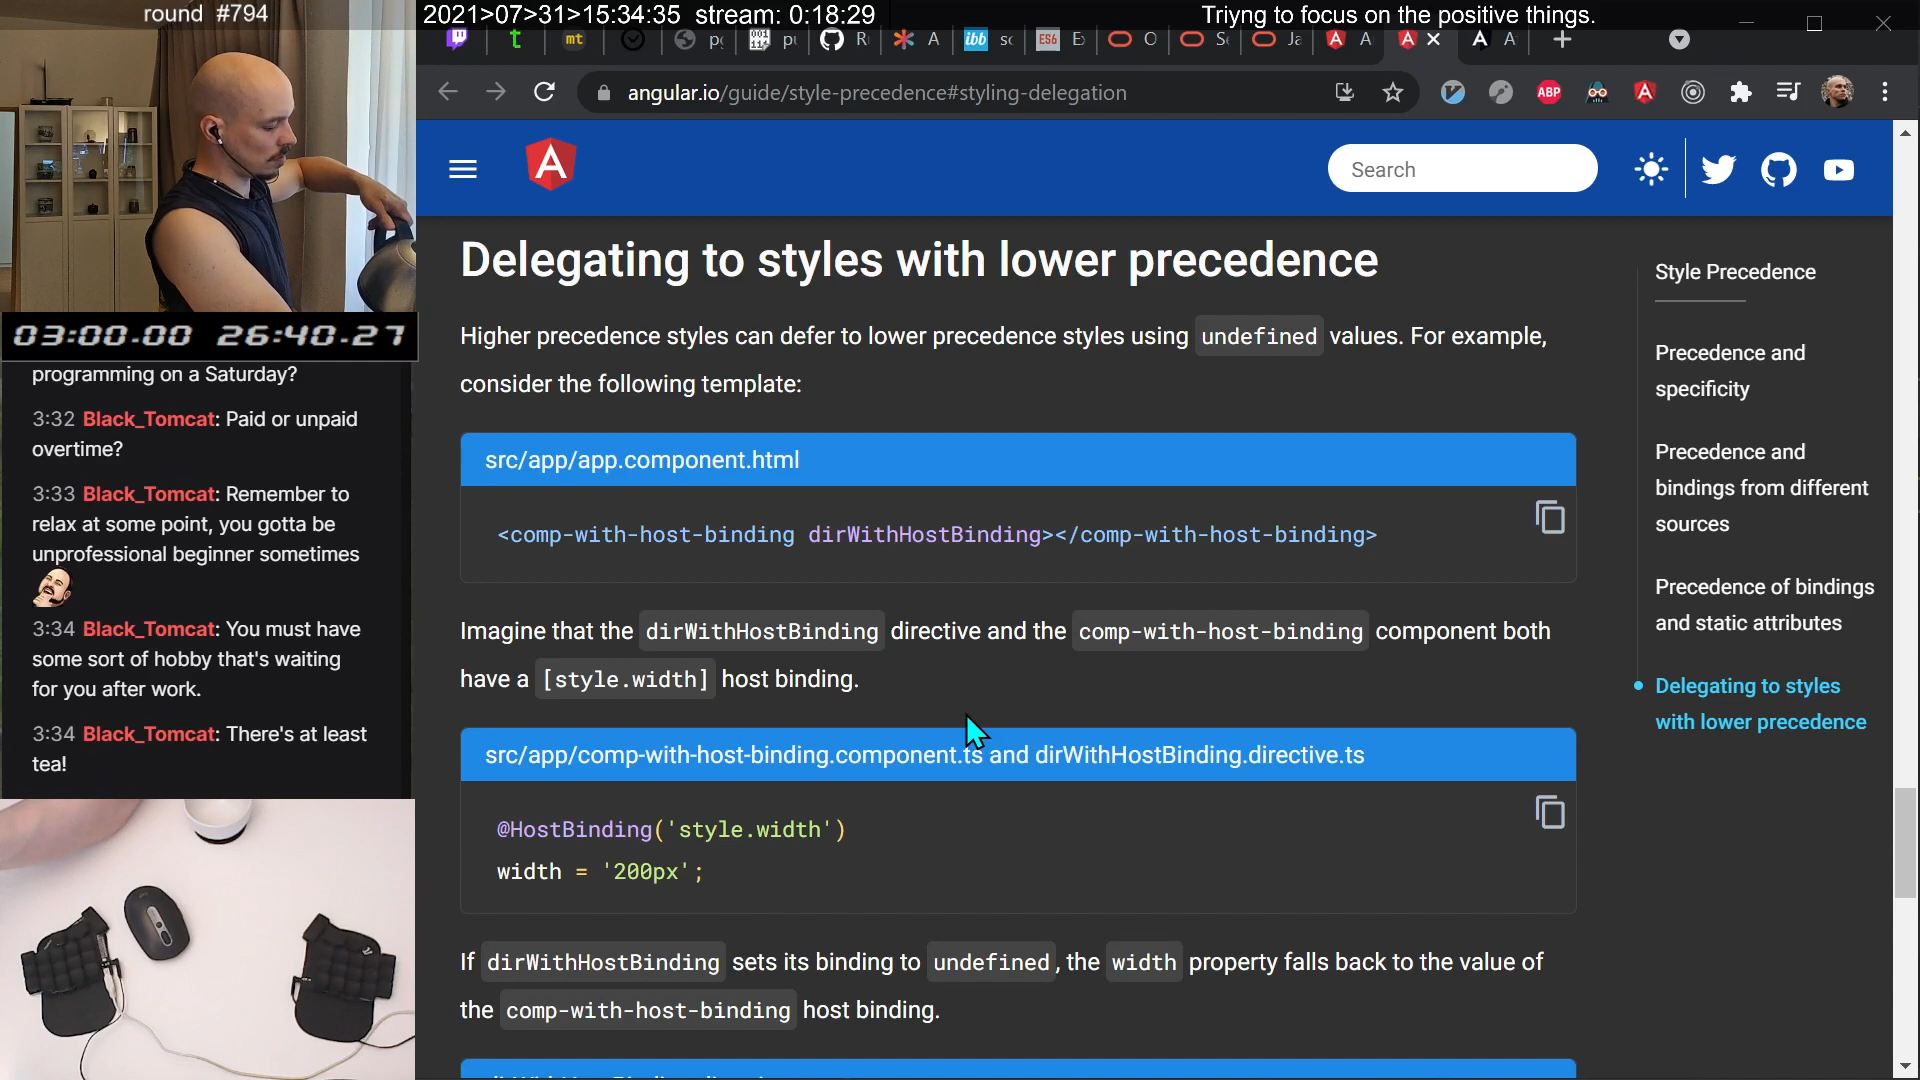 round #794
2021>07>31>15:34:35 stream: 0:18:29
Triyng to focus on the positive things.
angular.io/guide/style-precedence#styling-delegation
ABP
Search
03:00.00 26:40.27
programming on a Saturday?
3:32 Black_Tomcat: Paid or unpaid
overtime?
3:33 Black_Tomcat: Remember to
relax at some point, you gotta be
unprofessional beginner sometimes
3:34 Black_Tomcat: You must have
some sort of hobby that's waiting
for you after work.
3:34 Black_Tomcat: There's at least
tea!
Delegating to styles with lower precedence
Higher precedence styles can defer to lower precedence styles using undefined values. For example,
consider the following template:
src/app/app.component.html
<comp-with-host-binding dirWithHostBinding></comp-with-host-binding>
Imagine that the dirWithHostBinding directive and the comp-with-host-binding component both
have a [style.width] host binding.
src/app/comp-with-host-binding.component.ts and dirWithHostBinding.directive.ts
@HostBinding('style.width')
width = '200px';
If dirWithHostBinding sets its binding to undefined, the width property falls back to the value of
the comp-with-host-binding host binding.
Style Precedence
Precedence and
specificity
Precedence and
bindings from different
sources
Precedence of bindings
and static attributes
Delegating to styles
with lower precedence